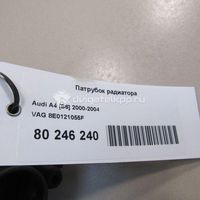 Патрубок радиатора
Audi A4 [B6] 2000-2004
VAG 8E0121055F
80 246 240